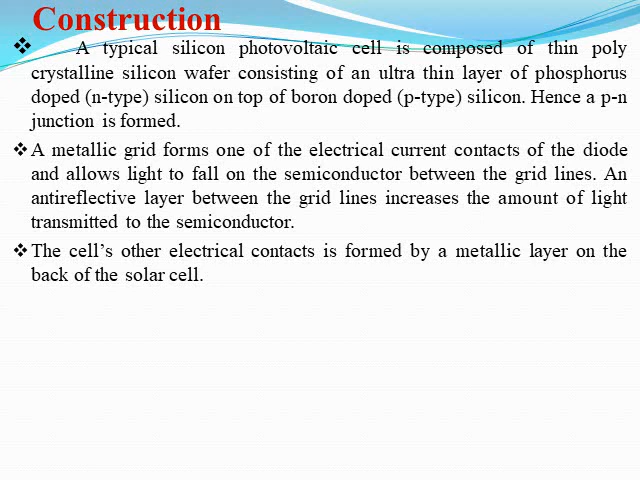 Construction
❖ A typical silicon photovoltaic cell is composed of thin poly
crystalline silicon wafer consisting of an ultra thin layer of phosphorus
doped (n-type) silicon on top of boron doped (p-type) silicon. Hence a p-n
junction is formed.
❖A metallic grid forms one of the electrical current contacts of the diode
and allows light to fall on the semiconductor between the grid lines. An
antireflective layer between the grid lines increases the amount of light
transmitted to the semiconductor.
❖The cell’s other electrical contacts is formed by a metallic layer on the
back of the solar cell.